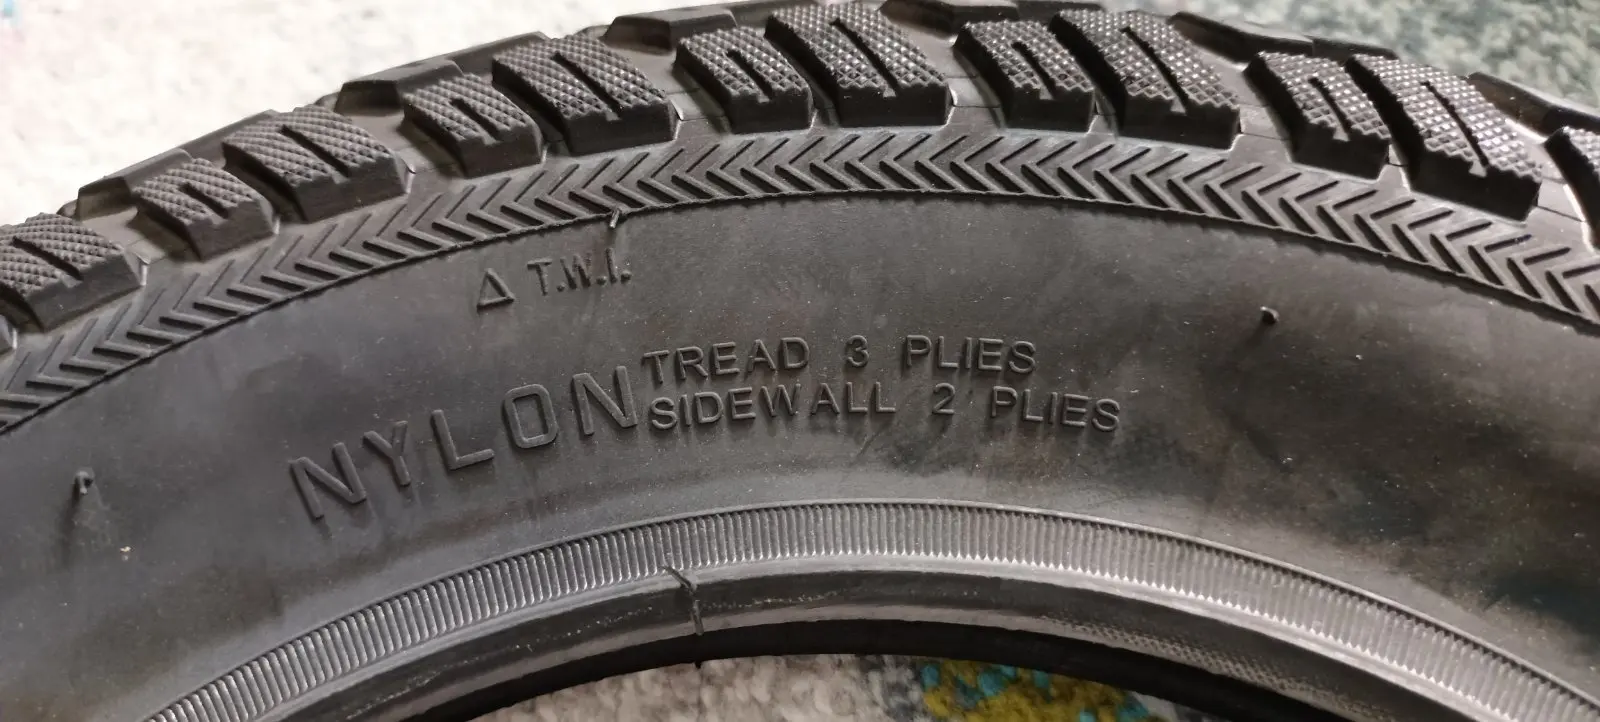 △ T.W.I.
NYLON
TREAD 3 PLIES
SIDEWALL 2 PLIES